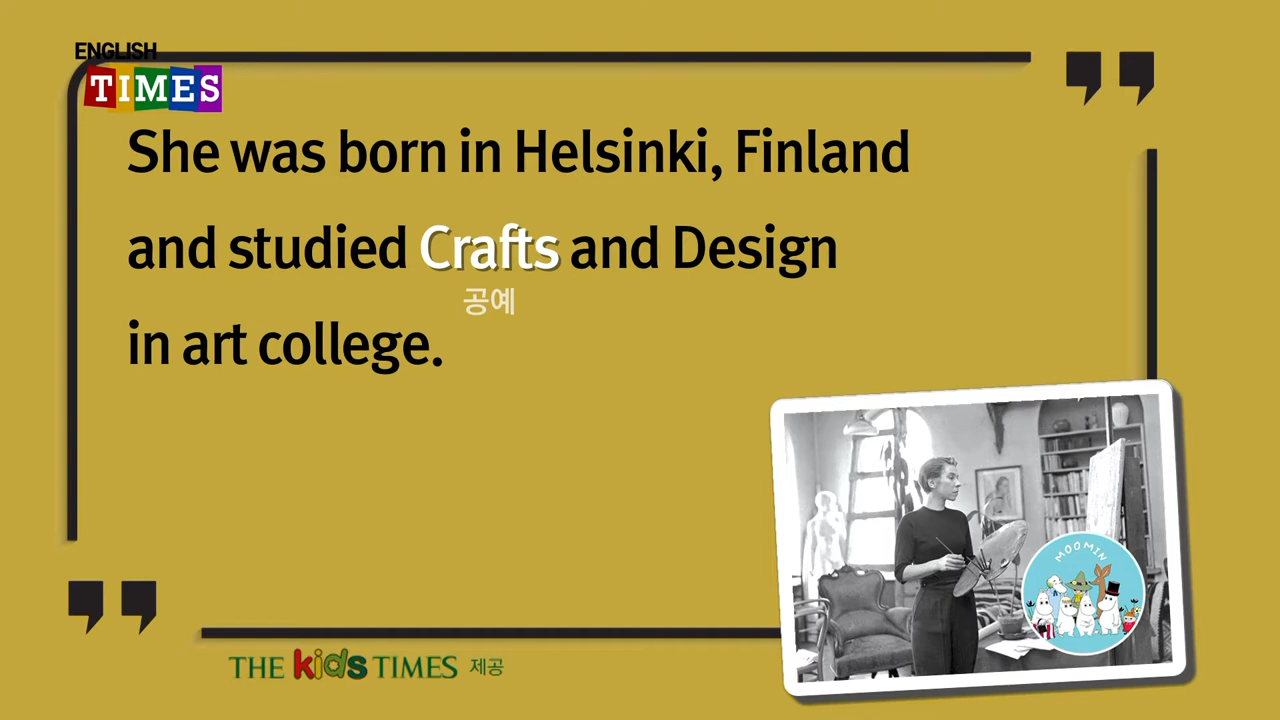 ENGLISH
TIMES
She was born in Helsinki, Finland
and studied Crafts and Design
공예
in art college.
MOOMIN
THE kids TIMES 제공